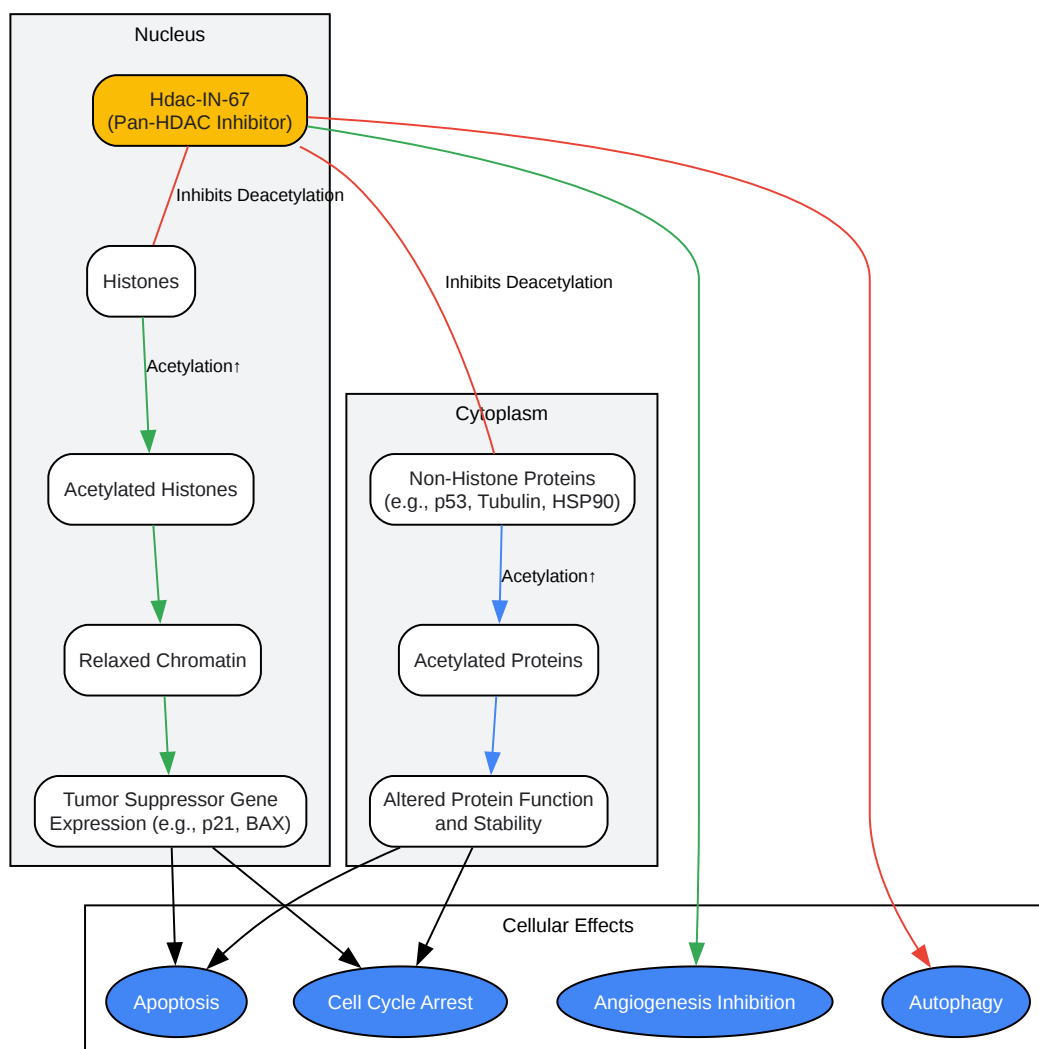 Nucleus
Hdac-IN-67
(Pan-HDAC Inhibitor)
Inhibits Deacetylation
Histones
Inhibits Deacetylation
Acetylation↑
Cytoplasm
Acetylated Histones
Non-Histone Proteins
(e.g., p53, Tubulin, HSP90)
Acetylation↑
Relaxed Chromatin
Acetylated Proteins
Tumor Suppressor Gene
Expression (e.g., p21, BAX)
Altered Protein Function
and Stability
Cellular Effects
Apoptosis
Cell Cycle Arrest
Angiogenesis Inhibition
Autophagy